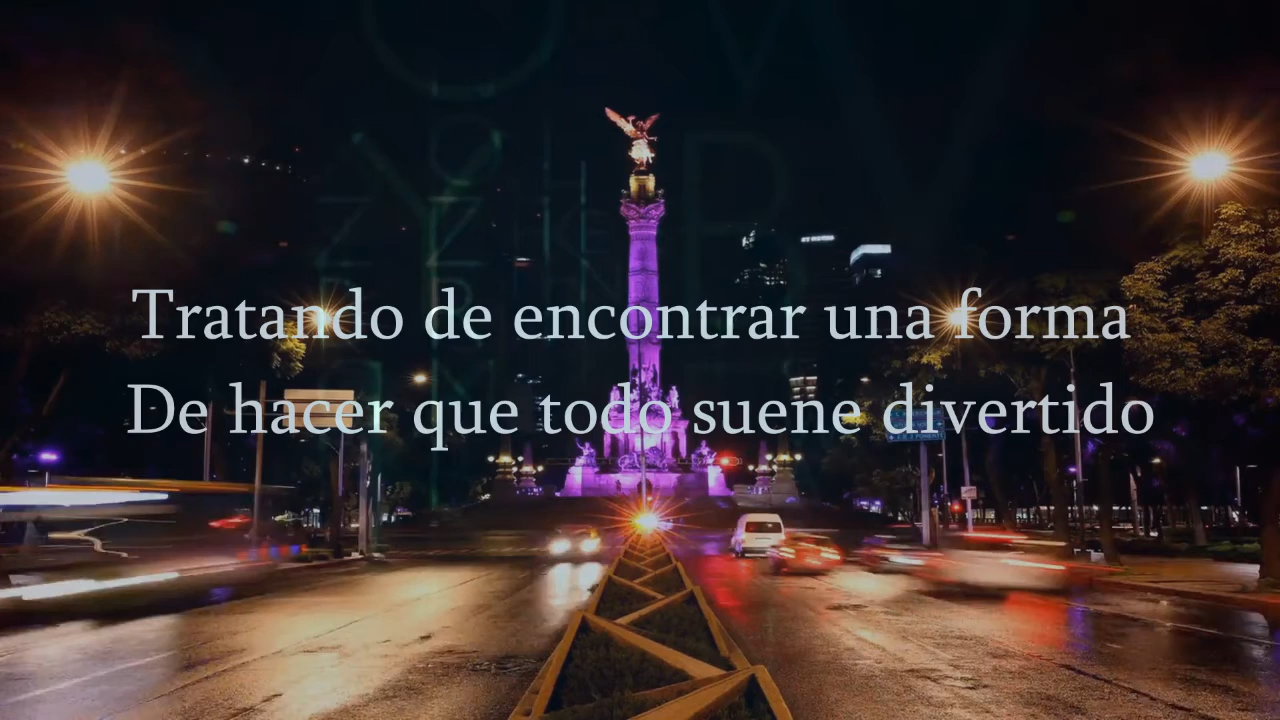 Tratando de encontrar una forma
De hacer que todo suene divertido